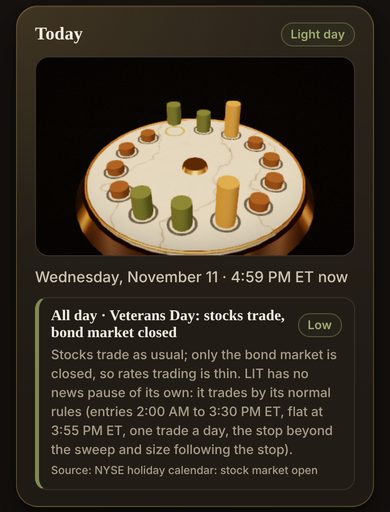 Today
Light day
Wednesday, November 11 · 4:59 PM ET now
All day · Veterans Day: stocks trade,
bond market closed
Low
Stocks trade as usual; only the bond market is
closed, so rates trading is thin. LIT has no
news pause of its own: it trades by its normal
rules (entries 2:00 AM to 3:30 PM ET, flat at
3:55 PM ET, one trade a day, the stop beyond
the sweep and size following the stop).
Source: NYSE holiday calendar: stock market open